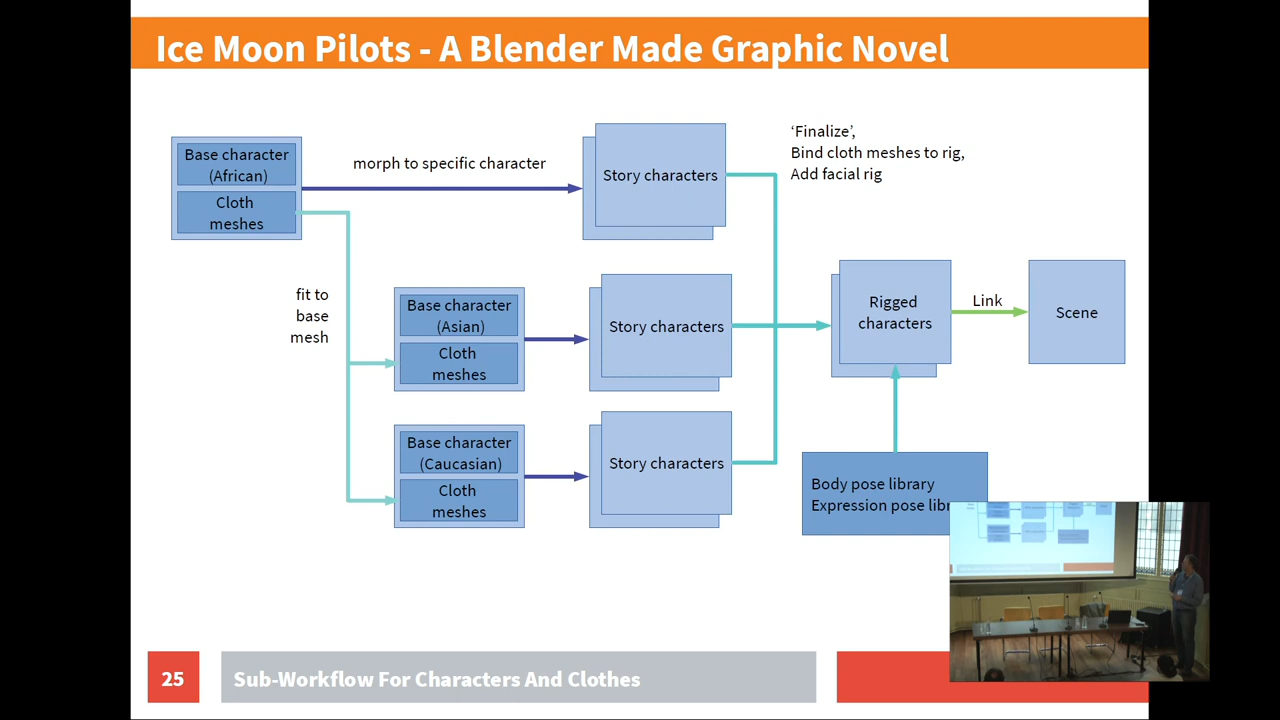 Ice Moon Pilots - A Blender Made Graphic Novel
Base character
(African)
Cloth
meshes
morph to specific character
Story characters
‘Finalize’,
Bind cloth meshes to rig,
Add facial rig
fit to
base
mesh
Base character
(Asian)
Cloth
meshes
Story characters
Rigged
characters
Link
Scene
Base character
(Caucasian)
Cloth
meshes
Story characters
Body pose library
Expression pose
25
Sub-Workflow For Characters And Clothes